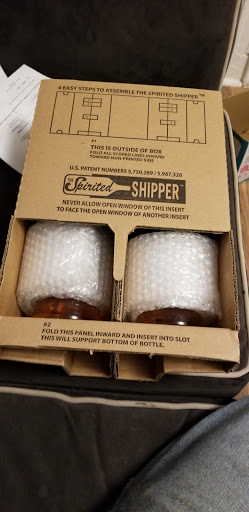 4 EASY STEPS TO ASSEMBLE THE SPIRITED SHIPPER™
#1
THIS IS OUTSIDE OF BOX
FOLD ALL SCORED LINES INWARD
TOWARD NON-PRINTED SIDE
U.S. PATENT NUMBERS 5,720,289 / 5,967,320
THE Spirited SHIPPER™
NEVER ALLOW OPEN WINDOW OF THIS INSERT
TO FACE THE OPEN WINDOW OF ANOTHER INSERT
#2
FOLD THIS PANEL INWARD AND INSERT INTO SLOT
THIS WILL SUPPORT BOTTOM OF BOTTLE.